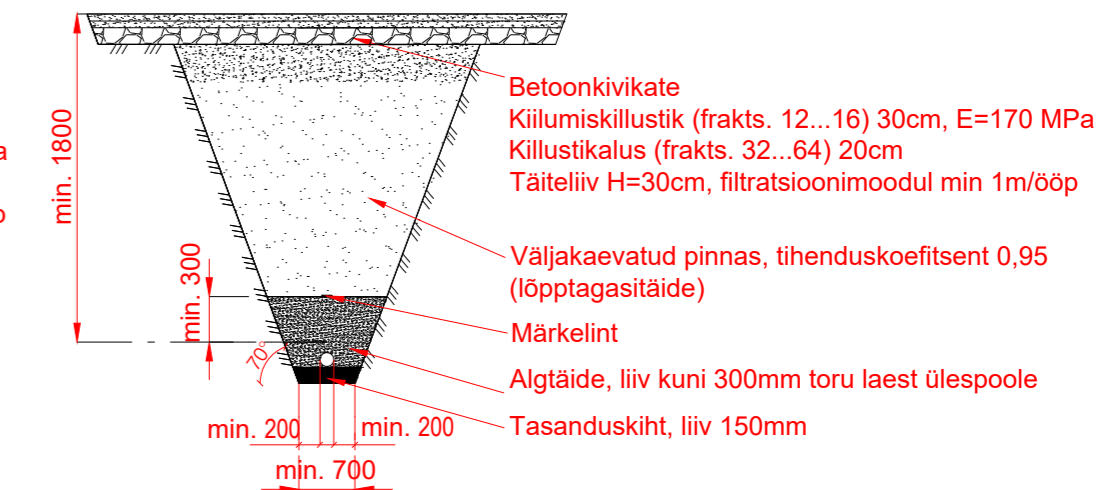 Betoonkivikate
Kiilumiskillustik (frakts. 12...16) 30cm, E=170 MPa
Killustikalus (frakts. 32...64) 20cm
Täiteliiv H=30cm, filtratsioonimoodul min 1m/ööp
min. 1800
Väljakaevatud pinnas, tihenduskoefitsent 0,95
(lõpptagasitäide)
min. 300
Märkelint
70°
Algtäide, liiv kuni 300mm toru laest ülespoole
Tasanduskiht, liiv 150mm
min. 200
min. 200
min. 700